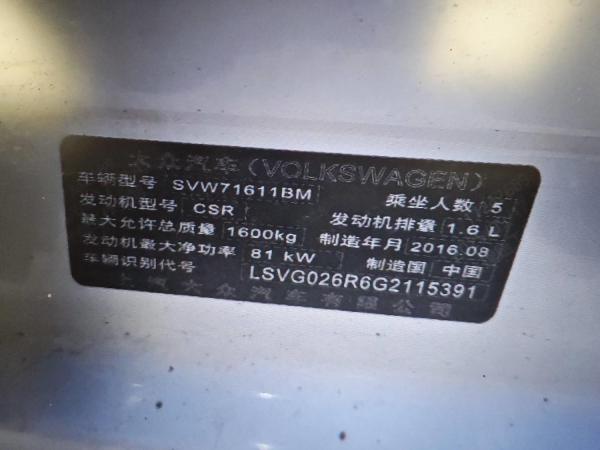 大众汽车(VOLKSWAGEN)
车辆型号 SVW71611BM 乘坐人数 5
发动机型号 CSR 发动机排量 1.6 L
最大允许总质量 1600kg 制造年月 2016.08
发动机最大净功率 81 kW 制造国 中国
车辆识别代号 LSVG026R6G2115391
上汽大众汽车有限公司